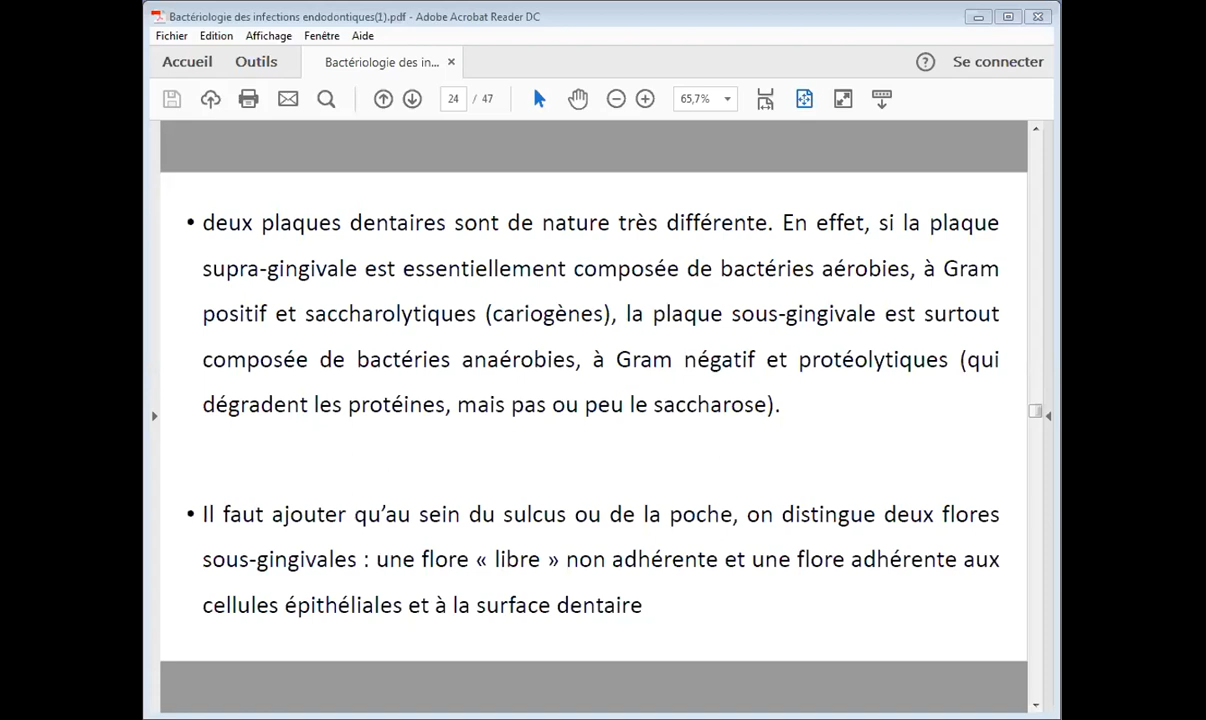 Bactériologie des infections endodontiques(1).pdf - Adobe Acrobat Reader DC
Fichier Edition Affichage Fenêtre Aide
Accueil Outils Bactériologie des in... × ? Se connecter
24 / 47 65,7%
• deux plaques dentaires sont de nature très différente. En effet, si la plaque
supra-gingivale est essentiellement composée de bactéries aérobies, à Gram
positif et saccharolytiques (cariogènes), la plaque sous-gingivale est surtout
composée de bactéries anaérobies, à Gram négatif et protéolytiques (qui
dégradent les protéines, mais pas ou peu le saccharose).
• Il faut ajouter qu’au sein du sulcus ou de la poche, on distingue deux flores
sous-gingivales : une flore « libre » non adhérente et une flore adhérente aux
cellules épithéliales et à la surface dentaire